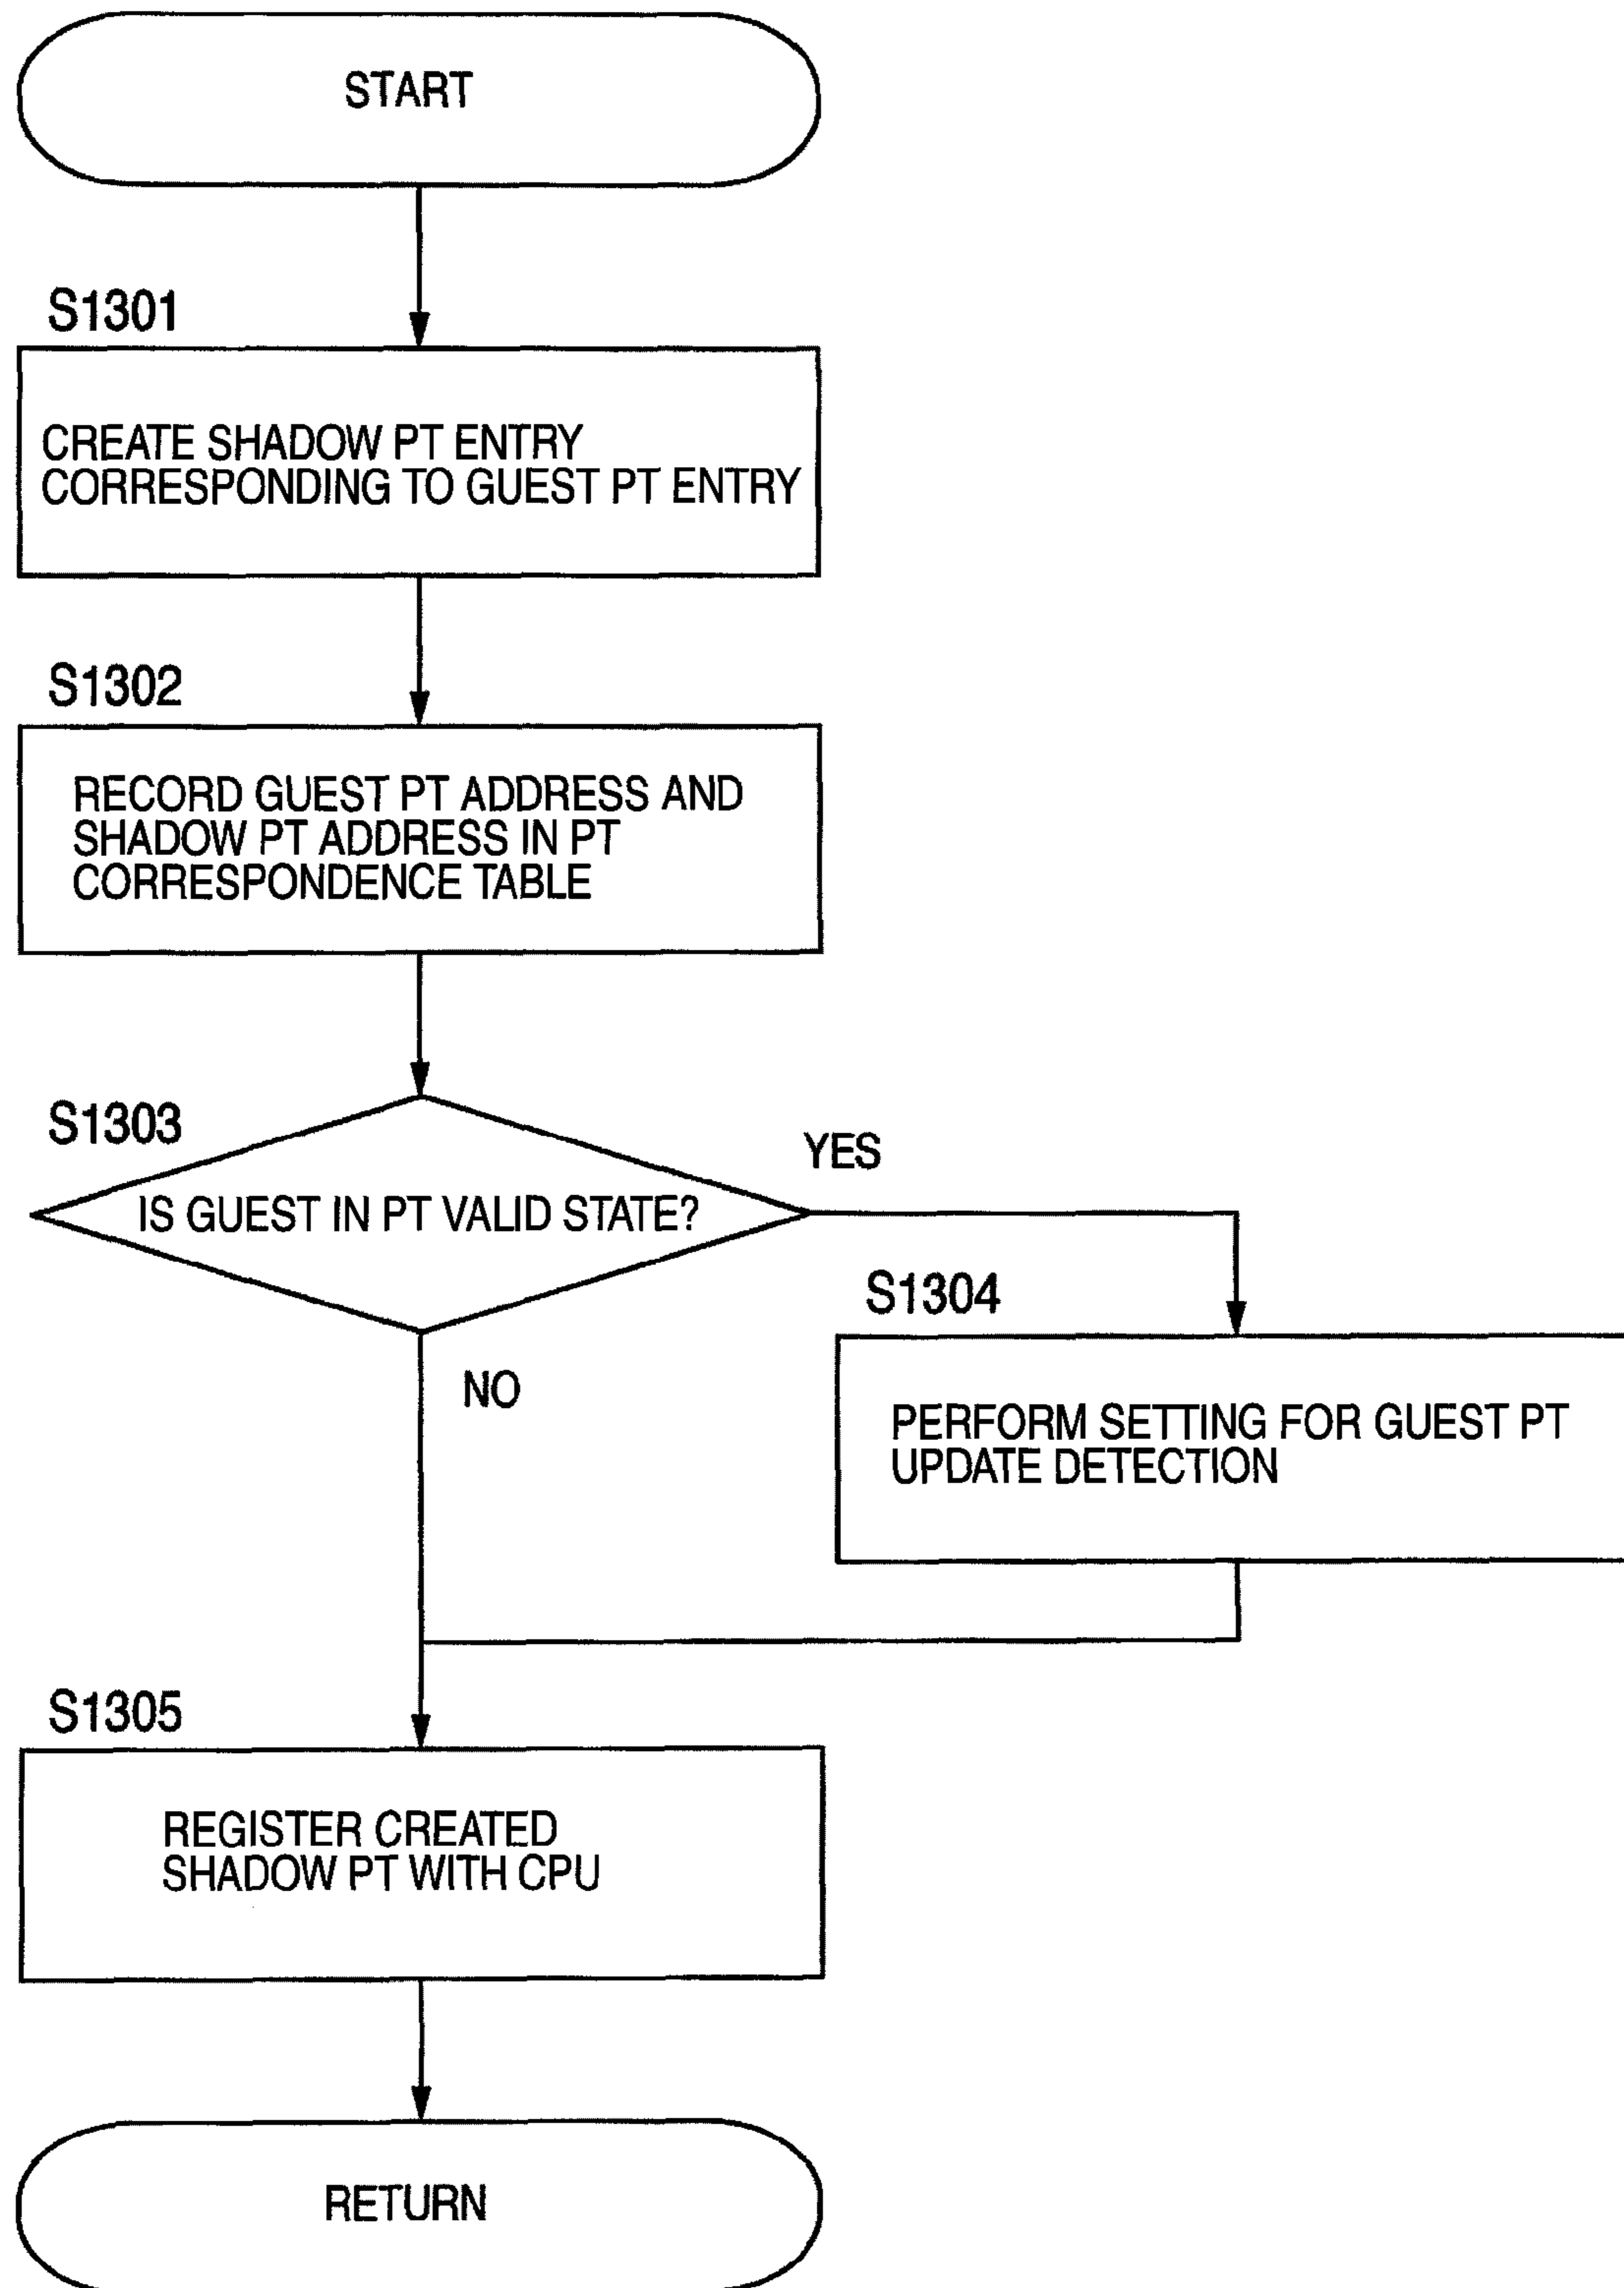 START
S1301
CREATE SHADOW PT ENTRY
CORRESPONDING TO GUEST PT ENTRY
S1302
RECORD GUEST PT ADDRESS AND
SHADOW PT ADDRESS IN PT
CORRESPONDENCE TABLE
S1303
YES
IS GUEST IN PT VALID STATE?
S1304
NO
PERFORM SETTING FOR GUEST PT
UPDATE DETECTION
S1305
REGISTER CREATED
SHADOW PT WITH CPU
RETURN